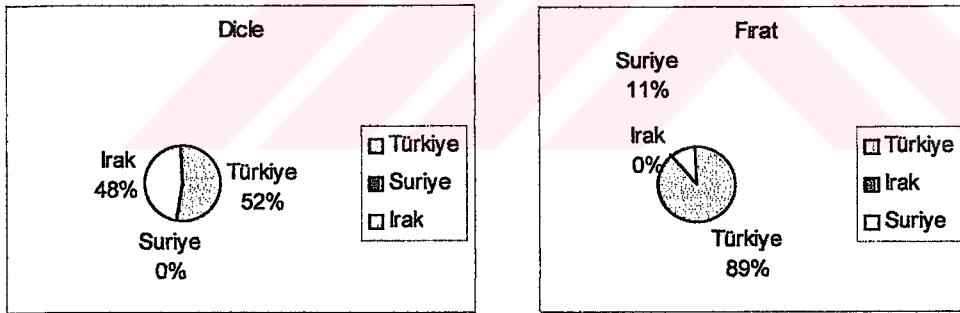 Dicle
Irak
48%
Türkiye
52%
Suriye
0%
Türkiye
Suriye
Irak
Fırat
Suriye
11%
Irak
0%
Türkiye
89%
Türkiye
Irak
Suriye